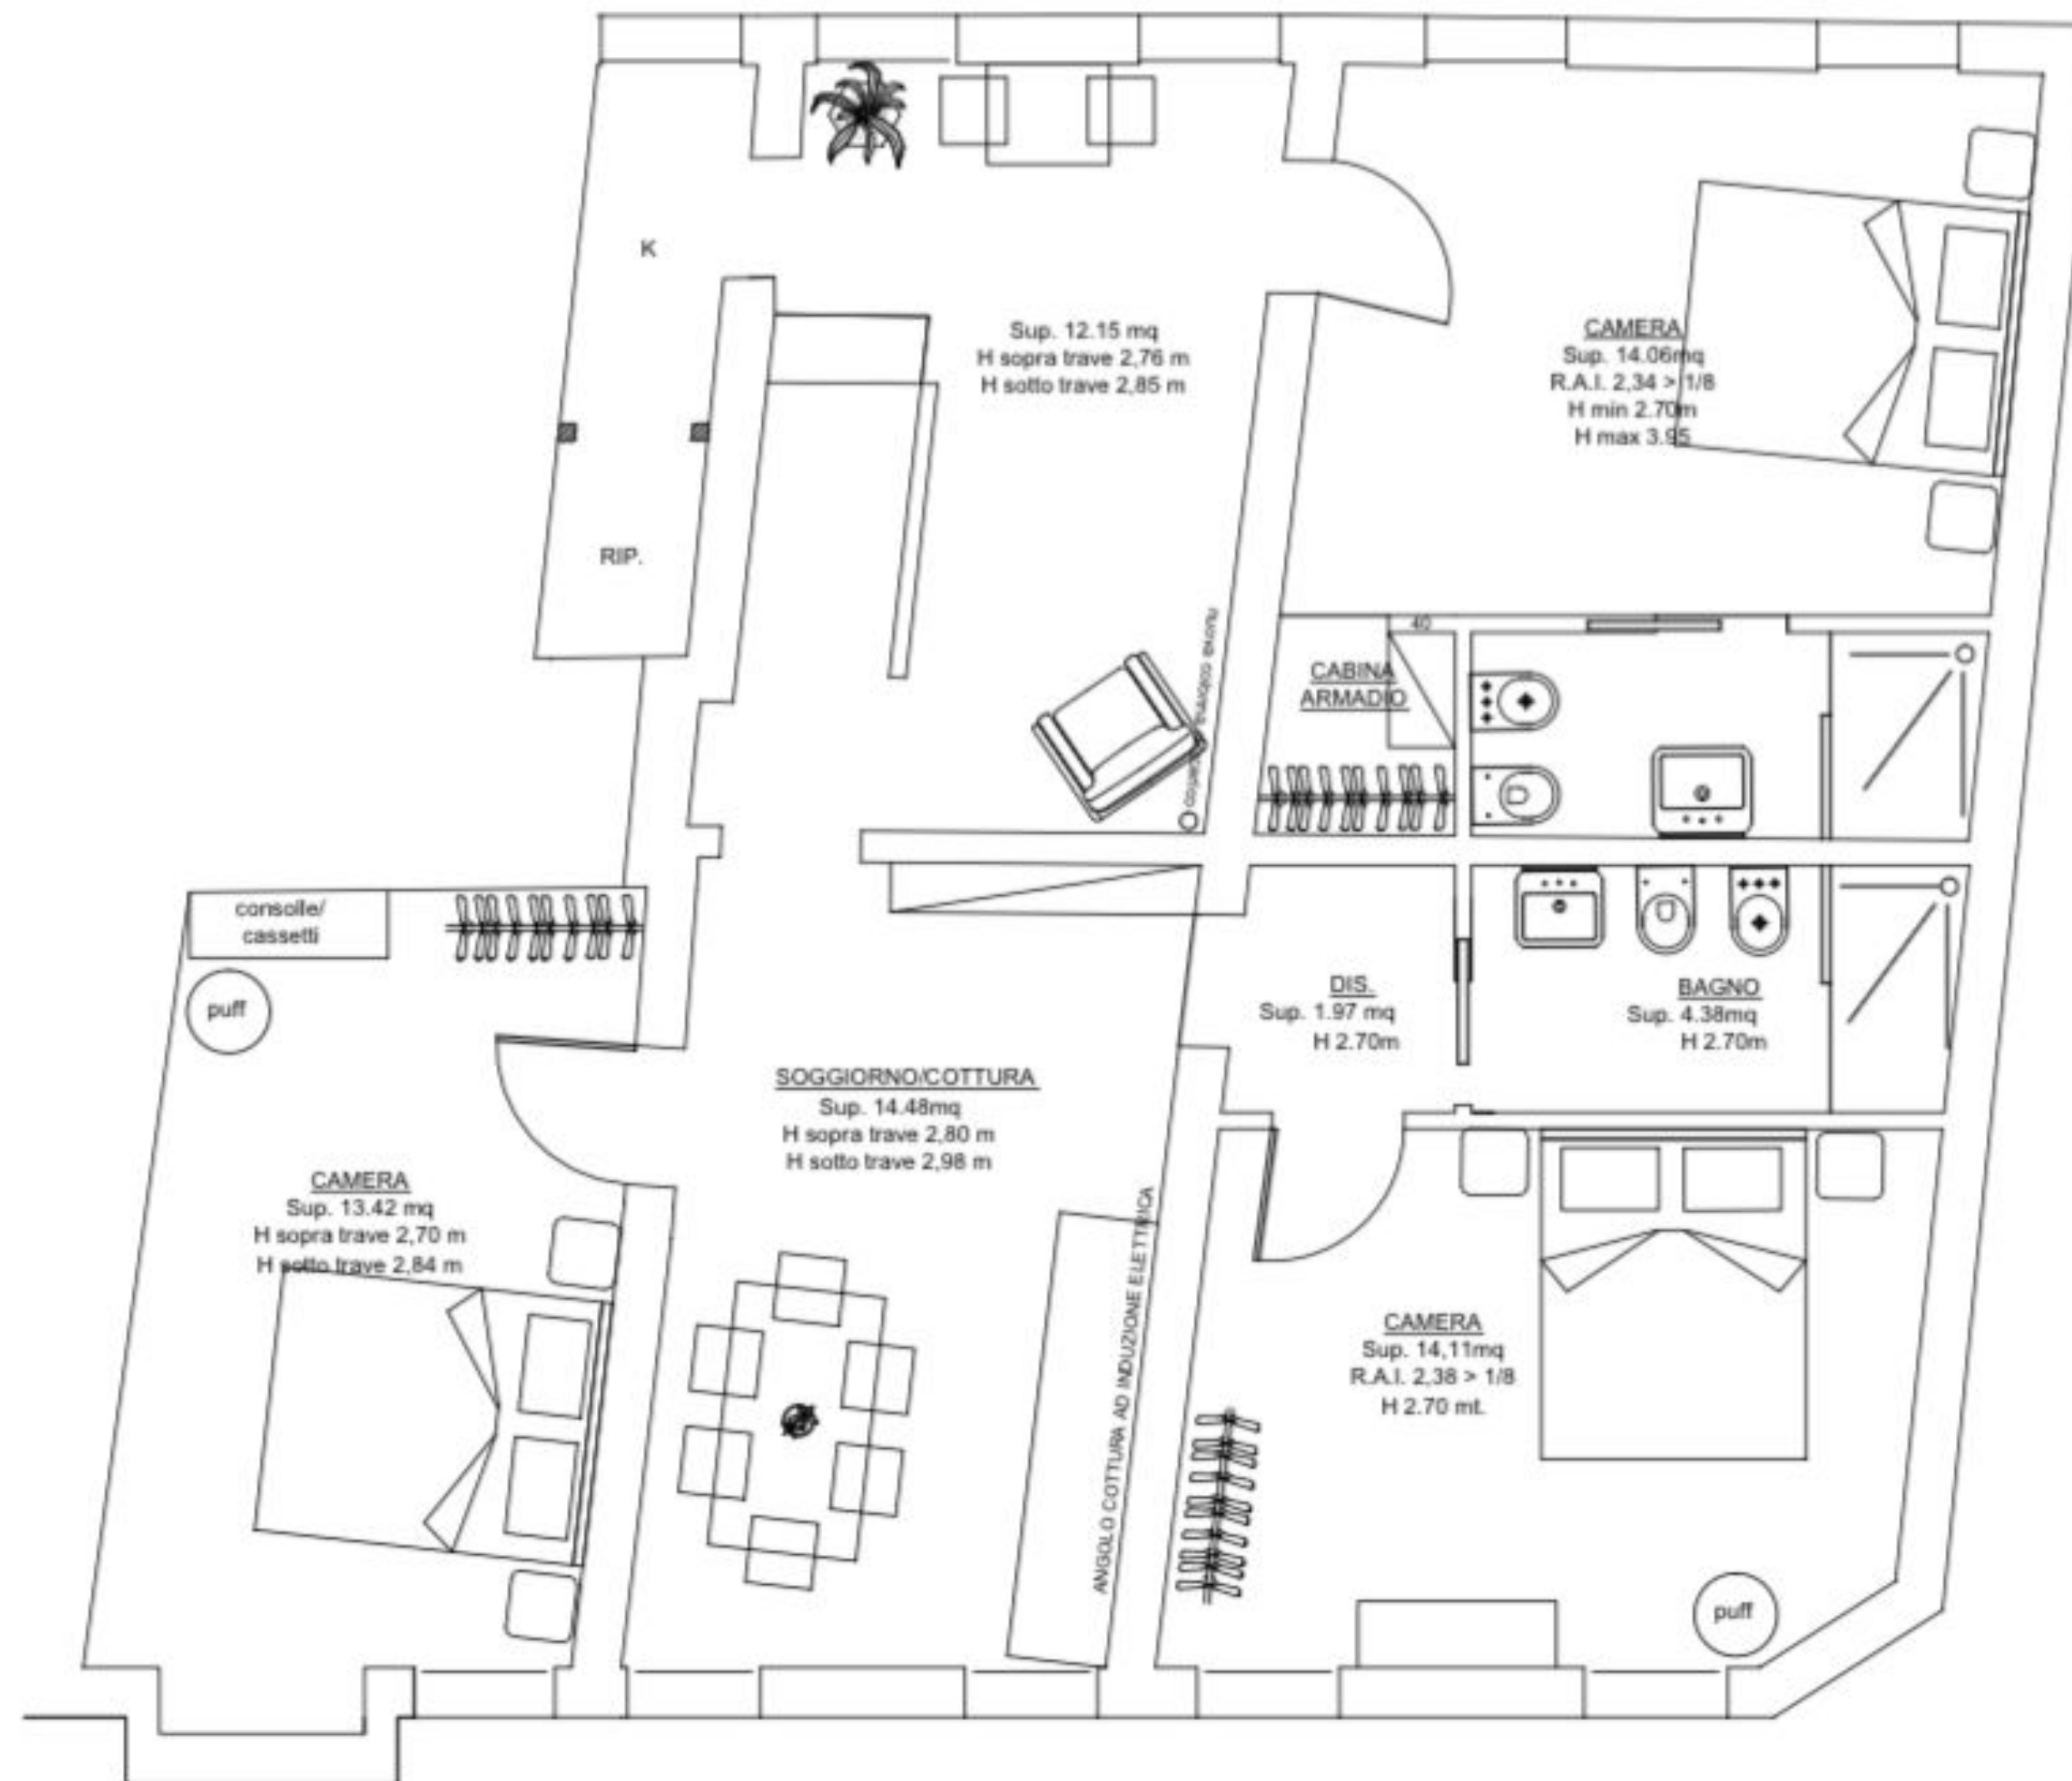 K
Sup. 12.15 mq
H sopra trave 2,76 m
H sotto trave 2,85 m
CAMERA
Sup. 14.06mq
R.A.I. 2,34 > 1/8
H min 2.70m
H max 3.95
RIP.
40
CABINA
ARMADIO
nuova colonna
consolle/
cassetti
puff
DIS.
Sup. 1.97 mq
H 2.70m
BAGNO
Sup. 4.38mq
H 2.70m
SOGGIORNO/COTTURA
Sup. 14.48mq
H sopra trave 2,80 m
H sotto trave 2,98 m
CAMERA
Sup. 13.42 mq
H sopra trave 2,70 m
H sotto trave 2,84 m
ANGOLO COTTURA AD INDUZIONE ELETTRICA
CAMERA
Sup. 14,11mq
R.A.I. 2,38 > 1/8
H 2.70 mt.
puff